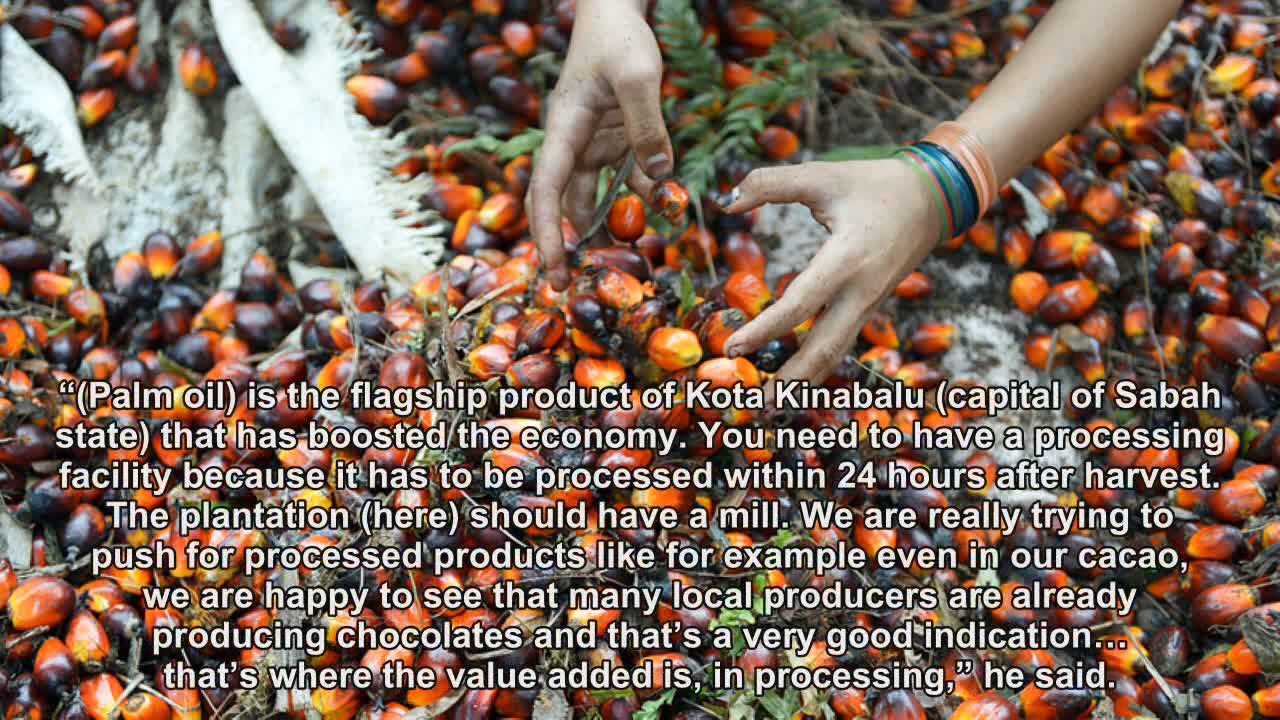 “(Palm oil) is the flagship product of Kota Kinabalu (capital of Sabah
state) that has boosted the economy. You need to have a processing
facility because it has to be processed within 24 hours after harvest.
The plantation (here) should have a mill. We are really trying to
push for processed products like for example even in our cacao,
we are happy to see that many local producers are already
producing chocolates and that’s a very good indication…
that’s where the value added is, in processing,” he said.